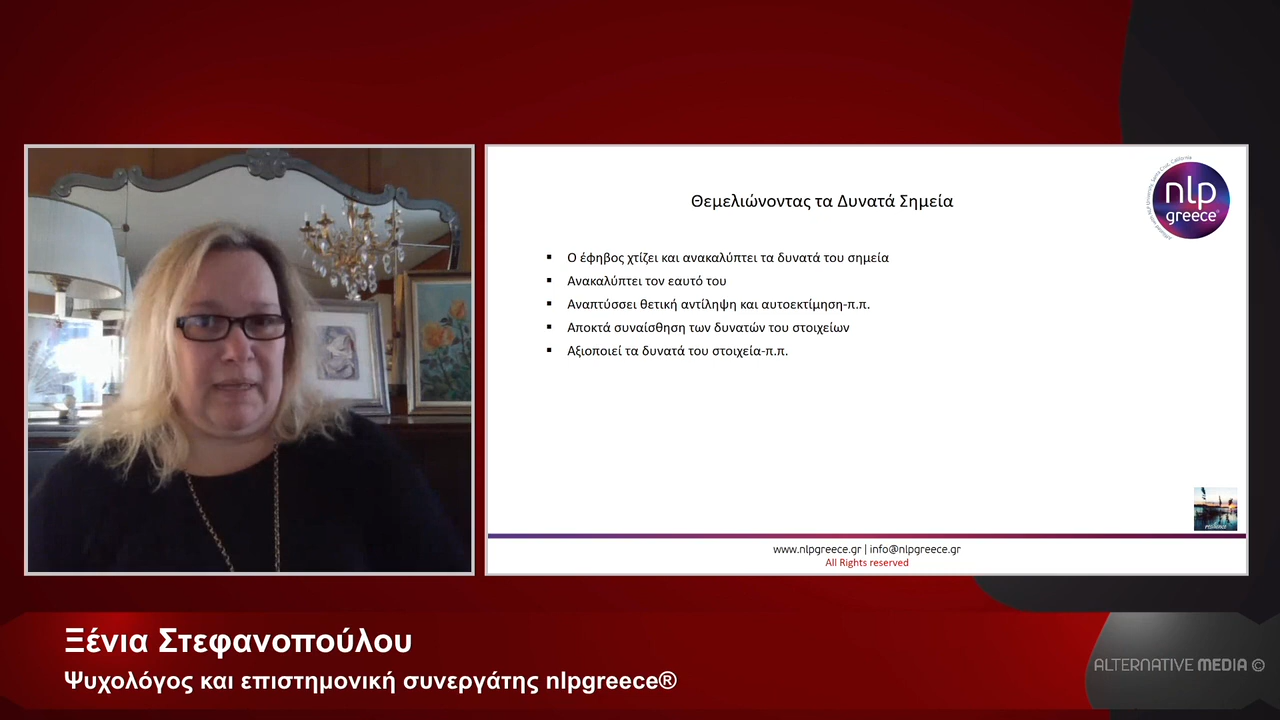 Θεμελιώνοντας τα Δυνατά Σημεία
nlp
greece®
▪ Ο έφηβος χτίζει και ανακαλύπτει τα δυνατά του σημεία
▪ Ανακαλύπτει τον εαυτό του
▪ Αναπτύσσει θετική αντίληψη και αυτοεκτίμηση-π.π.
▪ Αποκτά συναίσθηση των δυνατών του στοιχείων
▪ Αξιοποιεί τα δυνατά του στοιχεία-π.π.
resilience
www.nlpgreece.gr | info@nlpgreece.gr
All Rights reserved
Ξένια Στεφανοπούλου
Ψυχολόγος και επιστημονική συνεργάτης nlpgreece®
ALTERNATIVE MEDIA ©